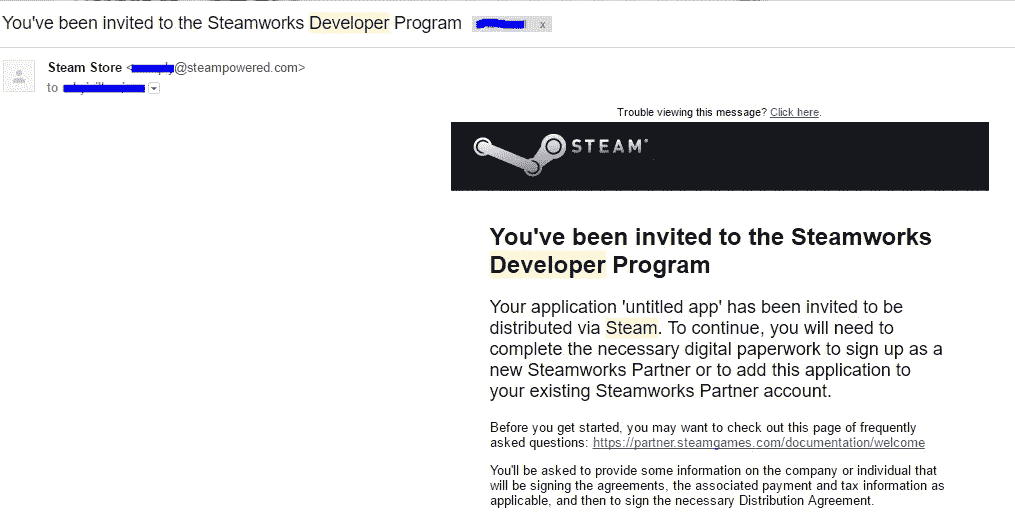 You've been invited to the Steamworks Developer Program x
Steam Store < @steampowered.com>
to
Trouble viewing this message? Click here.
STEAM®
You've been invited to the Steamworks
Developer Program
Your application 'untitled app' has been invited to be
distributed via Steam. To continue, you will need to
complete the necessary digital paperwork to sign up as a
new Steamworks Partner or to add this application to
your existing Steamworks Partner account.
Before you get started, you may want to check out this page of frequently
asked questions: https://partner.steamgames.com/documentation/welcome
You'll be asked to provide some information on the company or individual that
will be signing the agreements, the associated payment and tax information as
applicable, and then to sign the necessary Distribution Agreement.